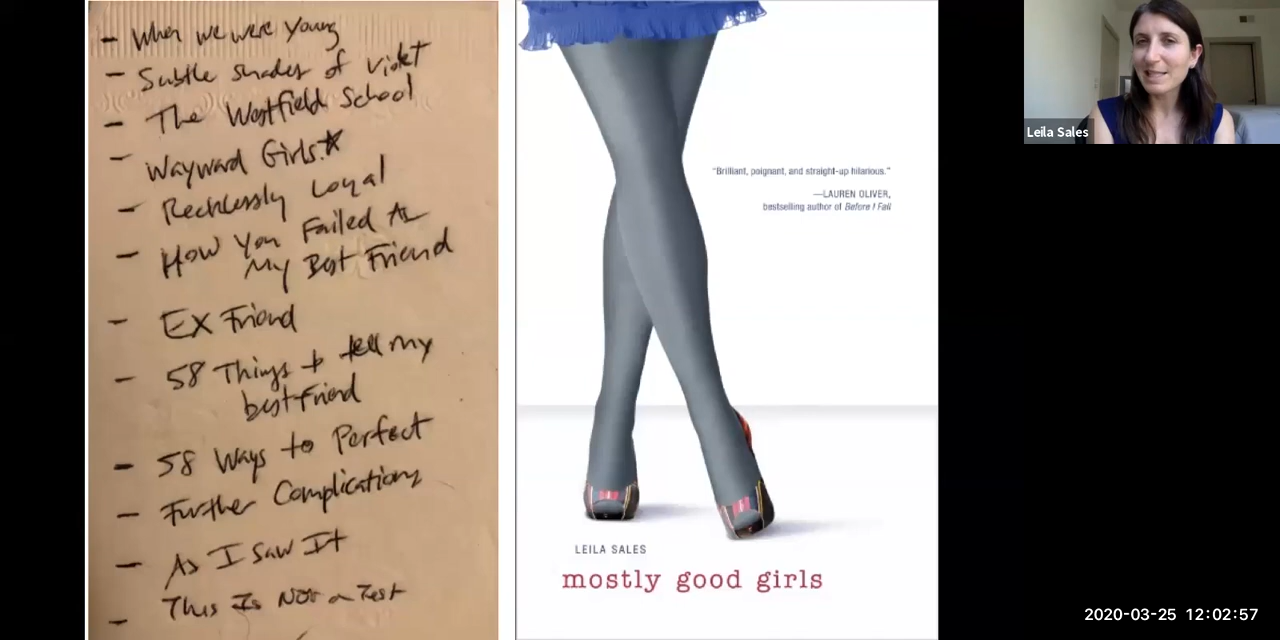 - When we were young
- Subtle shades of violet
- The Westfield School
- Wayward Girls ☆
- Recklessly Loyal
- How You Failed As
My Best Friend
- Ex Friend
- 58 Things to tell my
best friend
- 58 Ways to Perfect
- Further Complications
- As I Saw It
- This Is Not a Test
"Brilliant, poignant, and straight-up hilarious."
—LAUREN OLIVER,
bestselling author of Before I Fall
LEILA SALES
mostly good girls
Leila Sales
2020-03-25 12:02:57